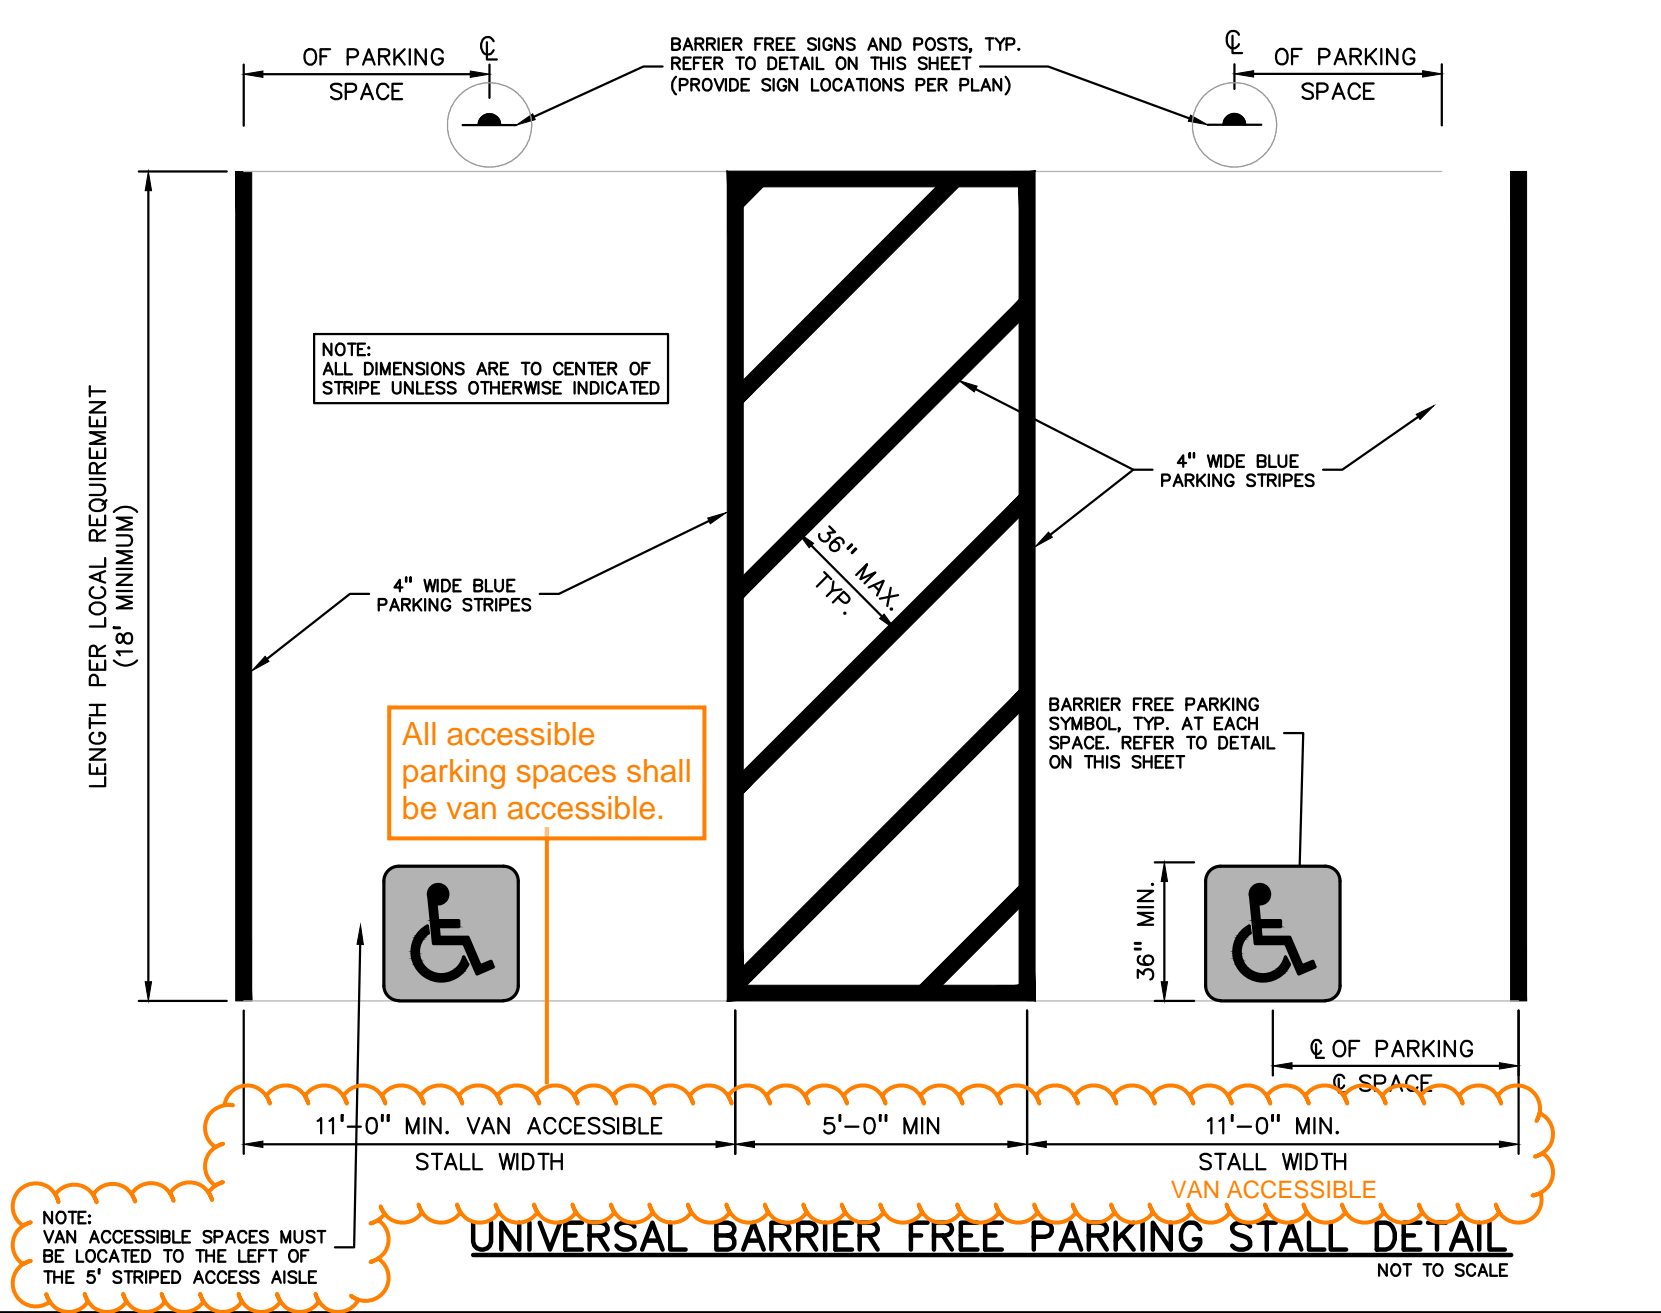 ℄
OF PARKING
SPACE
BARRIER FREE SIGNS AND POSTS, TYP.
REFER TO DETAIL ON THIS SHEET
(PROVIDE SIGN LOCATIONS PER PLAN)
℄
OF PARKING
SPACE
NOTE:
ALL DIMENSIONS ARE TO CENTER OF
STRIPE UNLESS OTHERWISE INDICATED
LENGTH PER LOCAL REQUIREMENT
(18' MINIMUM)
4" WIDE BLUE
PARKING STRIPES
36" MAX.
TYP.
4" WIDE BLUE
PARKING STRIPES
All accessible
parking spaces shall
be van accessible.
BARRIER FREE PARKING
SYMBOL, TYP. AT EACH
SPACE. REFER TO DETAIL
ON THIS SHEET
36" MIN.
℄ OF PARKING
℄ SPACE
11'-0" MIN. VAN ACCESSIBLE
STALL WIDTH
5'-0" MIN
11'-0" MIN.
STALL WIDTH
VAN ACCESSIBLE
NOTE:
VAN ACCESSIBLE SPACES MUST
BE LOCATED TO THE LEFT OF
THE 5' STRIPED ACCESS AISLE
UNIVERSAL BARRIER FREE PARKING STALL DETAIL
NOT TO SCALE